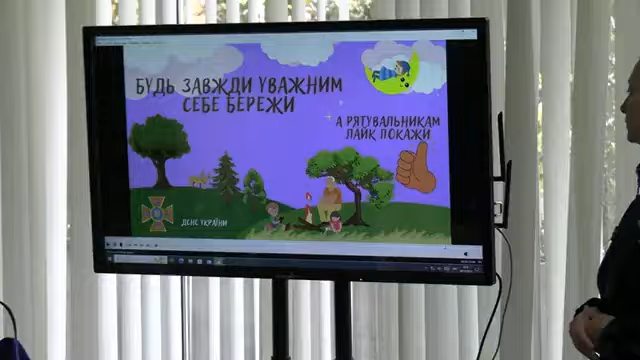 БУДЬ ЗАВЖДИ УВАЖНИМ
СЕБЕ БЕРЕЖИ
А РЯТУВАЛЬНИКАМ
ЛАЙК ПОКАЖИ
ДСНС УКРАЇНИ